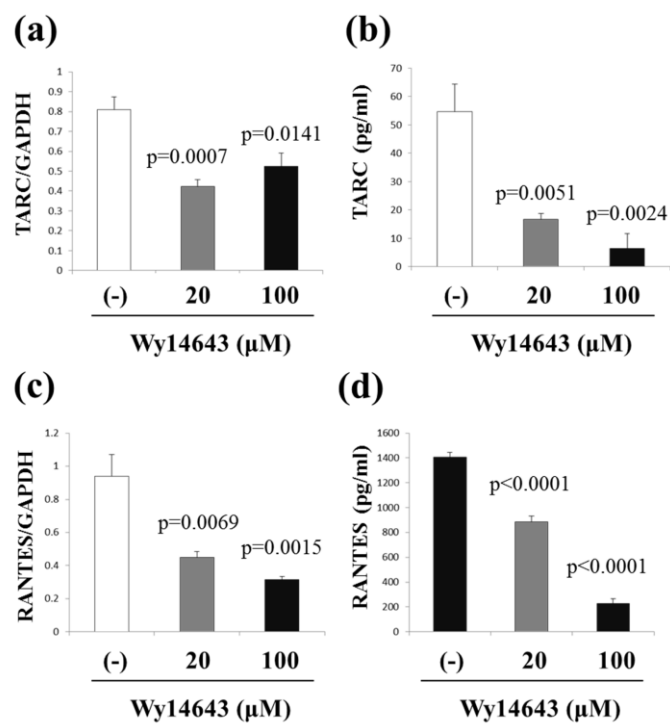 (a)
TARC/GAPDH
1
0.9
0.8
0.7
0.6
0.5
0.4
0.3
0.2
0.1
0
p=0.0007
p=0.0141
(-) 20 100
Wy14643 (μM)
(b)
TARC (pg/ml)
70
60
50
40
30
20
10
0
p=0.0051
p=0.0024
(-) 20 100
Wy14643 (μM)
(c)
RANTES/GAPDH
1.2
1
0.8
0.6
0.4
0.2
0
p=0.0069
p=0.0015
(-) 20 100
Wy14643 (μM)
(d)
RANTES (pg/ml)
1600
1400
1200
1000
800
600
400
200
0
p<0.0001
p<0.0001
(-) 20 100
Wy14643 (μM)